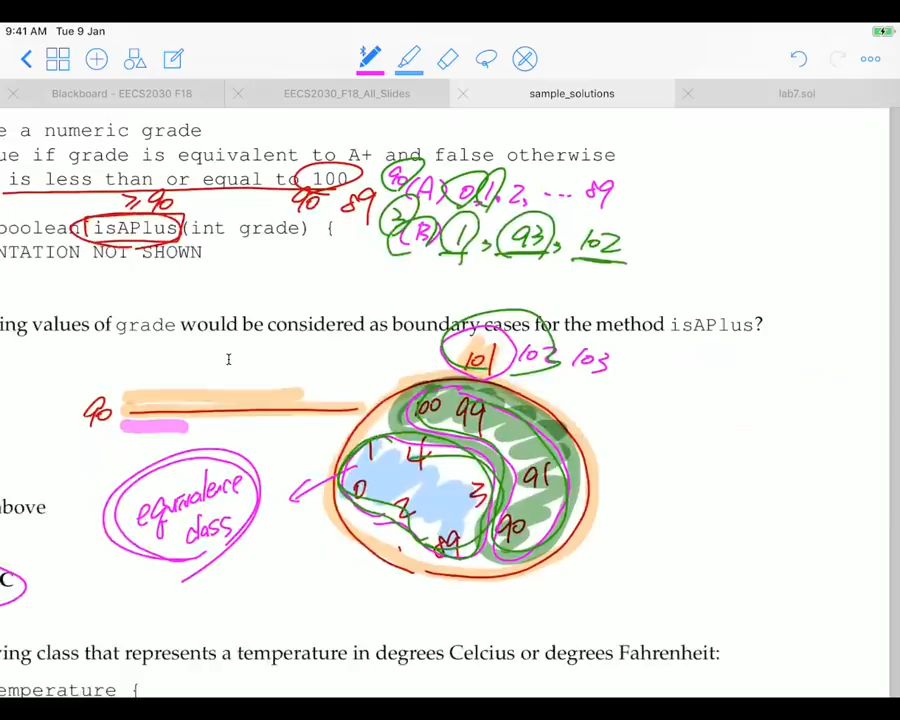 9:41 AM Tue 9 Jan
Blackboard - EECS2030 F18
EECS2030_F18_All_Slides
sample_solutions
lab7.sol
e a numeric grade
ue if grade is equivalent to A+ and false otherwise
is less than or equal to 100
90 (A) 0, 1, 2, ... 89
≥ 90
90 89
boolean isAPlus(int grade) {
2 (B) 1, 93, 102
NTATION NOT SHOWN
ing values of grade would be considered as boundary cases for the method isAPlus?
101 102 103
90
100 99
1 4
91
equivalence
class
0 2 3
90
89
above
C
ving class that represents a temperature in degrees Celcius or degrees Fahrenheit:
emperature {